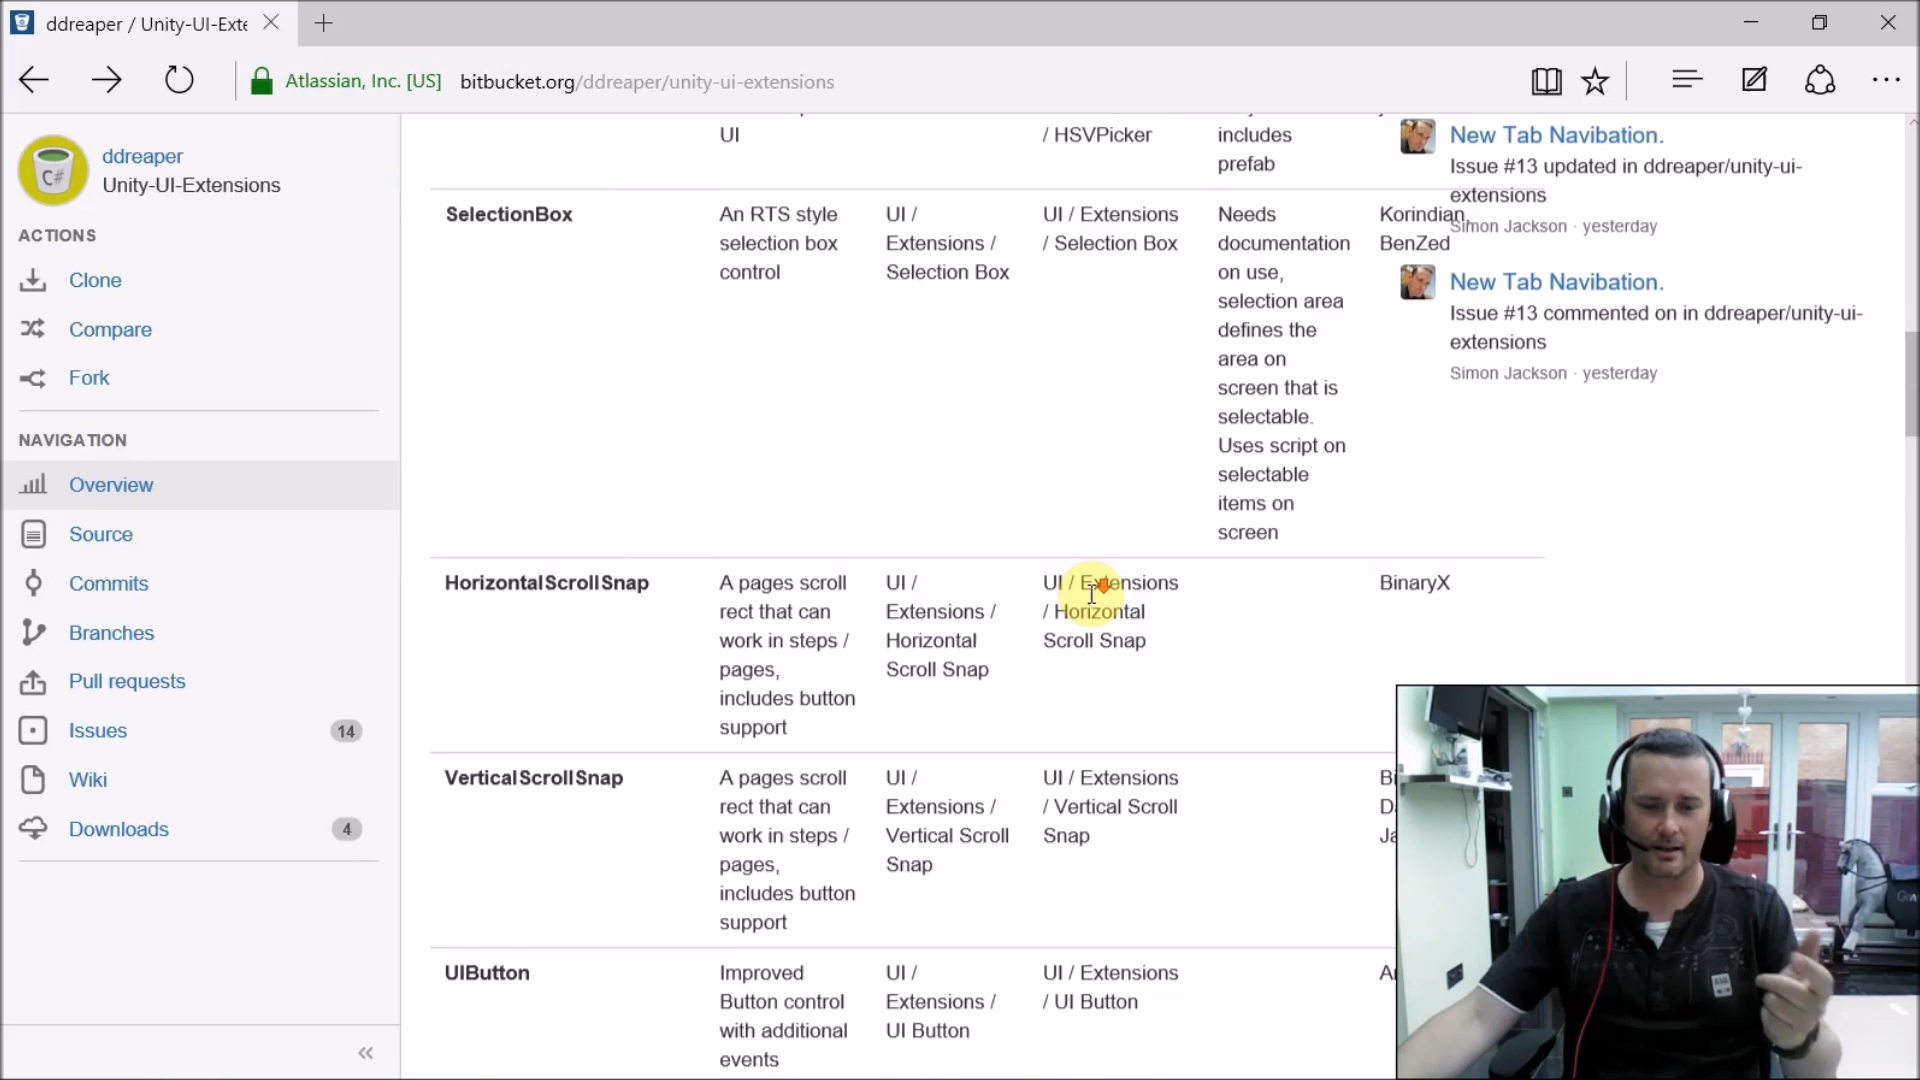 ddreaper / Unity-UI-Exte
Atlassian, Inc. [US] bitbucket.org/ddreaper/unity-ui-extensions
ddreaper
Unity-UI-Extensions
C#
ACTIONS
Clone
Compare
Fork
NAVIGATION
Overview
Source
Commits
Branches
Pull requests
Issues 14
Wiki
Downloads 4
UI
/ HSVPicker
includes
prefab
SelectionBox
An RTS style
selection box
control
UI /
Extensions /
Selection Box
UI / Extensions
/ Selection Box
Needs
documentation
on use,
selection area
defines the
area on
screen that is
selectable.
Uses script on
selectable
items on
screen
Korindian,
BenZed
HorizontalScrollSnap
A pages scroll
rect that can
work in steps /
pages,
includes button
support
UI /
Extensions /
Horizontal
Scroll Snap
UI / Extensions
/ Horizontal
Scroll Snap
BinaryX
VerticalScrollSnap
A pages scroll
rect that can
work in steps /
pages,
includes button
support
UI /
Extensions /
Vertical Scroll
Snap
UI / Extensions
/ Vertical Scroll
Snap
UIButton
Improved
Button control
with additional
events
UI /
Extensions /
UI Button
UI / Extensions
/ UI Button
New Tab Navibation.
Issue #13 updated in ddreaper/unity-ui-
extensions
Simon Jackson · yesterday
New Tab Navibation.
Issue #13 commented on in ddreaper/unity-ui-
extensions
Simon Jackson · yesterday